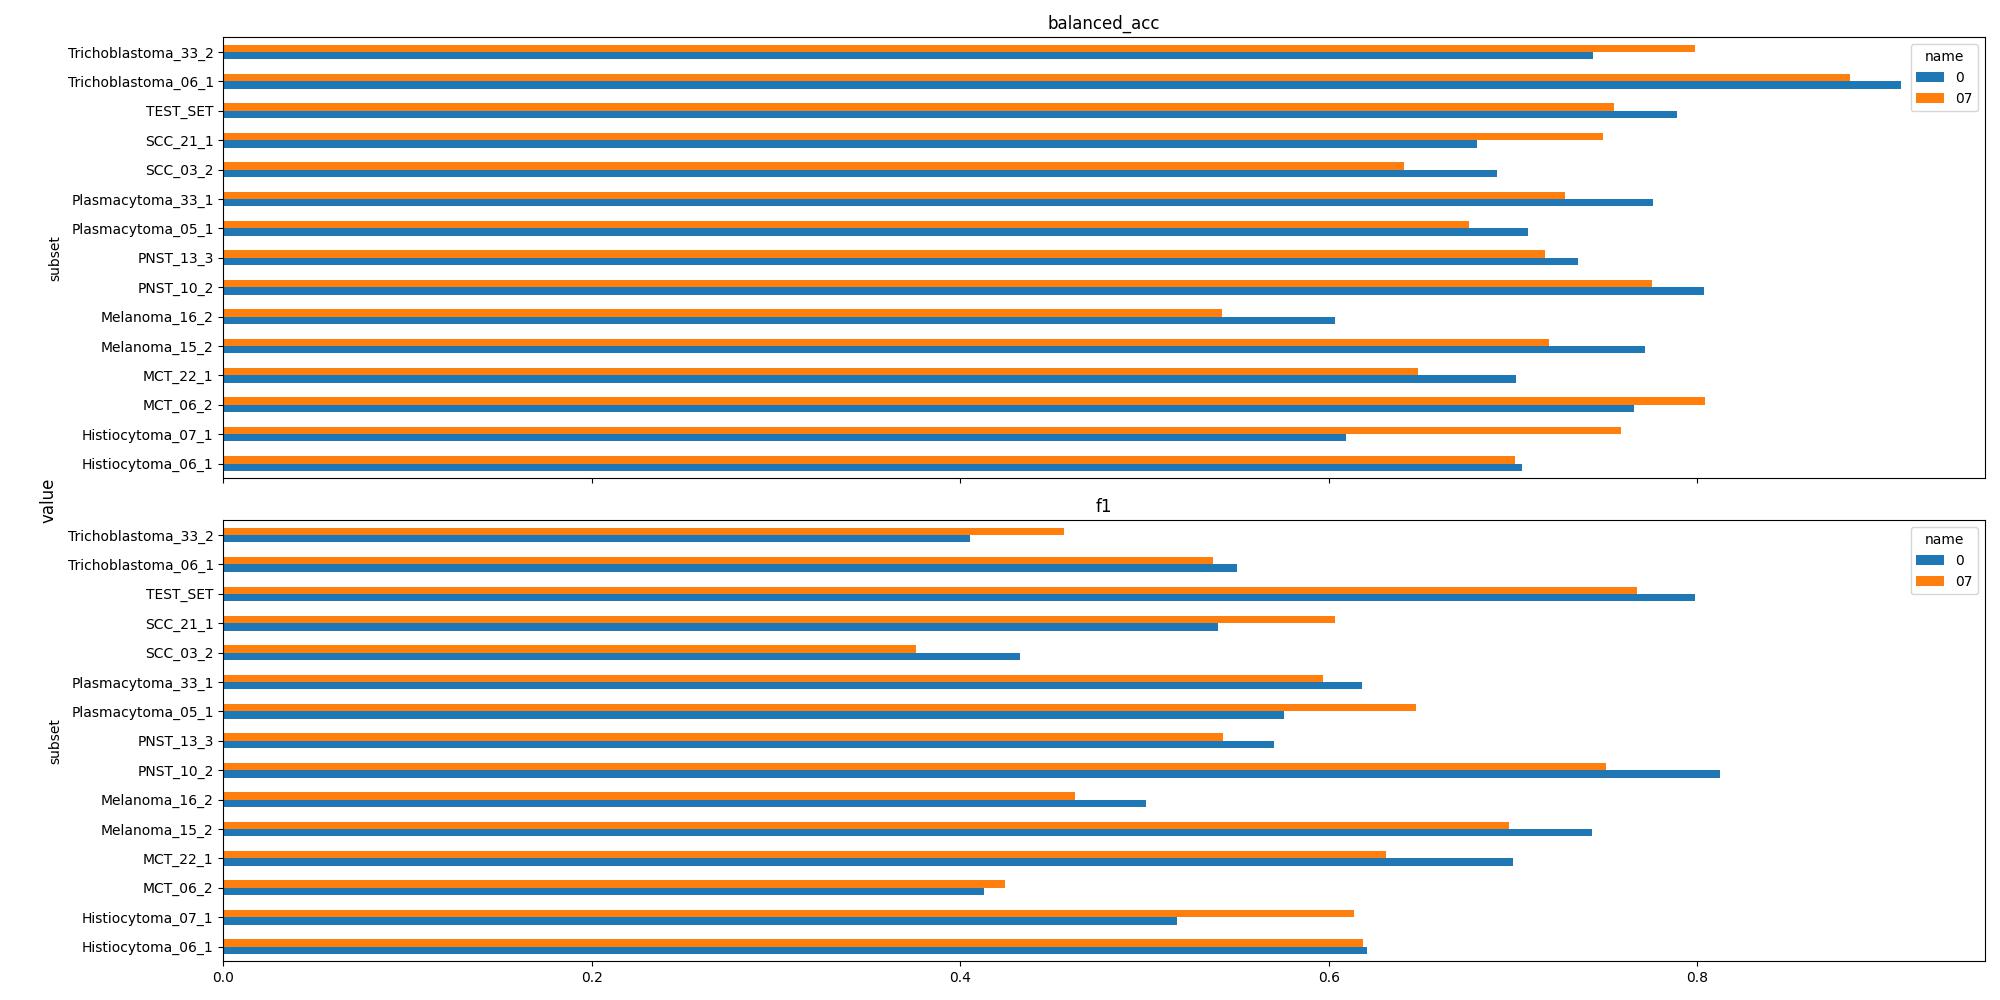 balanced_acc
Trichoblastoma_33_2
Trichoblastoma_06_1
TEST_SET
SCC_21_1
SCC_03_2
Plasmacytoma_33_1
Plasmacytoma_05_1
PNST_13_3
PNST_10_2
Melanoma_16_2
Melanoma_15_2
MCT_22_1
MCT_06_2
Histiocytoma_07_1
Histiocytoma_06_1
subset
name
0
07
value
f1
Trichoblastoma_33_2
Trichoblastoma_06_1
TEST_SET
SCC_21_1
SCC_03_2
Plasmacytoma_33_1
Plasmacytoma_05_1
PNST_13_3
PNST_10_2
Melanoma_16_2
Melanoma_15_2
MCT_22_1
MCT_06_2
Histiocytoma_07_1
Histiocytoma_06_1
subset
name
0
07
0.0 0.2 0.4 0.6 0.8